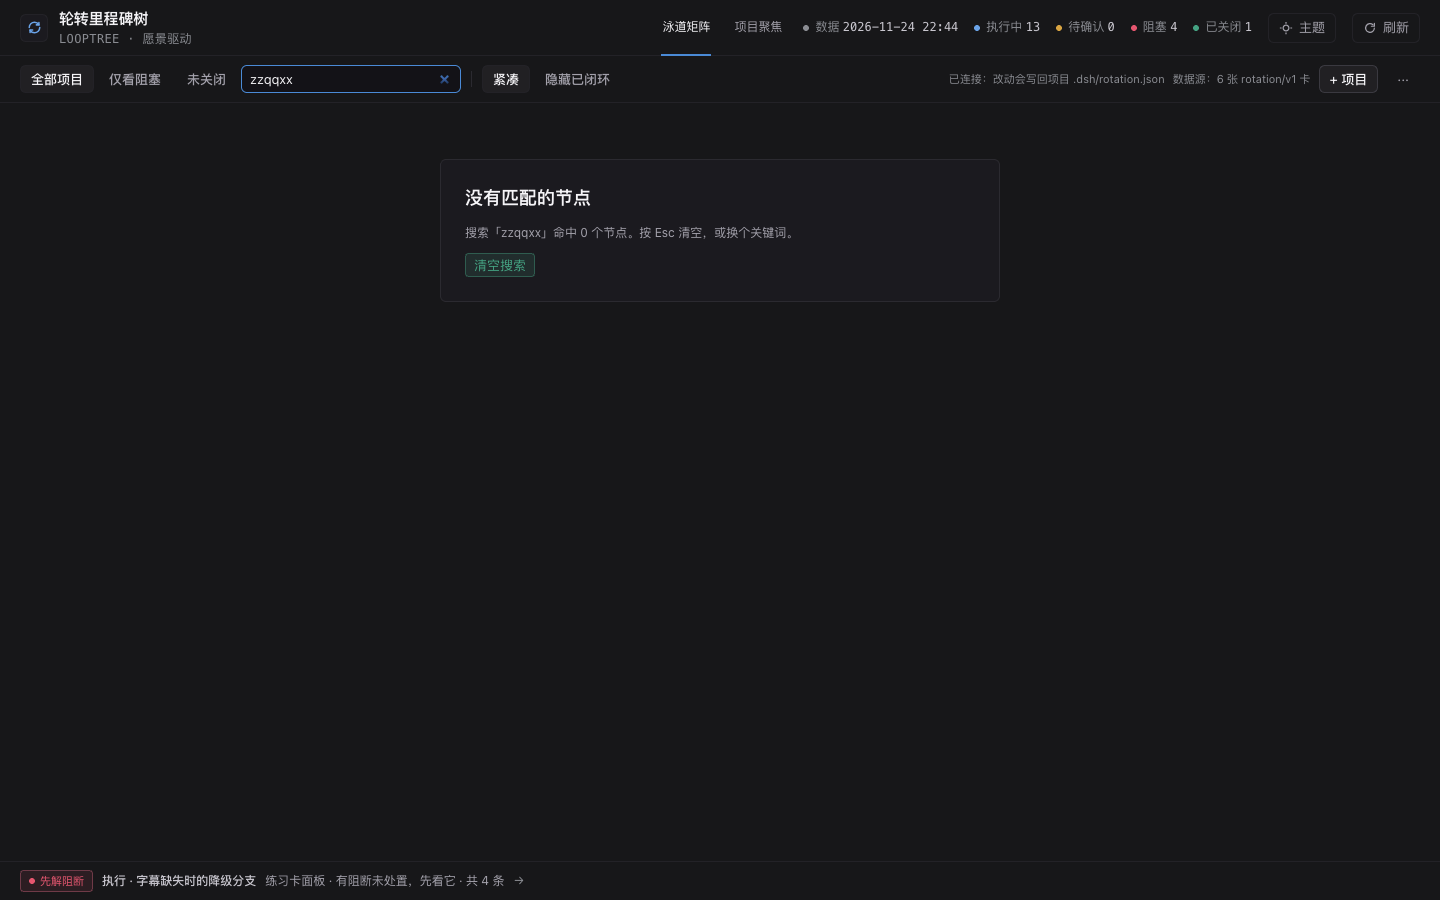 轮转里程碑树
LOOPTREE · 愿景驱动
泳道矩阵 项目聚焦 数据 2026-11-24 22:44 执行中 13 待确认 0 阻塞 4 已关闭 1 主题 刷新
全部项目 仅看阻塞 未关闭 zzqqxx 紧凑 隐藏已闭环 已连接：改动会写回项目 .dsh/rotation.json 数据源：6 张 rotation/v1 卡 + 项目 ···
没有匹配的节点
搜索「zzqqxx」命中 0 个节点。按 Esc 清空，或换个关键词。
清空搜索
先解阻断 执行 · 字幕缺失时的降级分支 练习卡面板 · 有阻断未处置，先看它 · 共 4 条 →